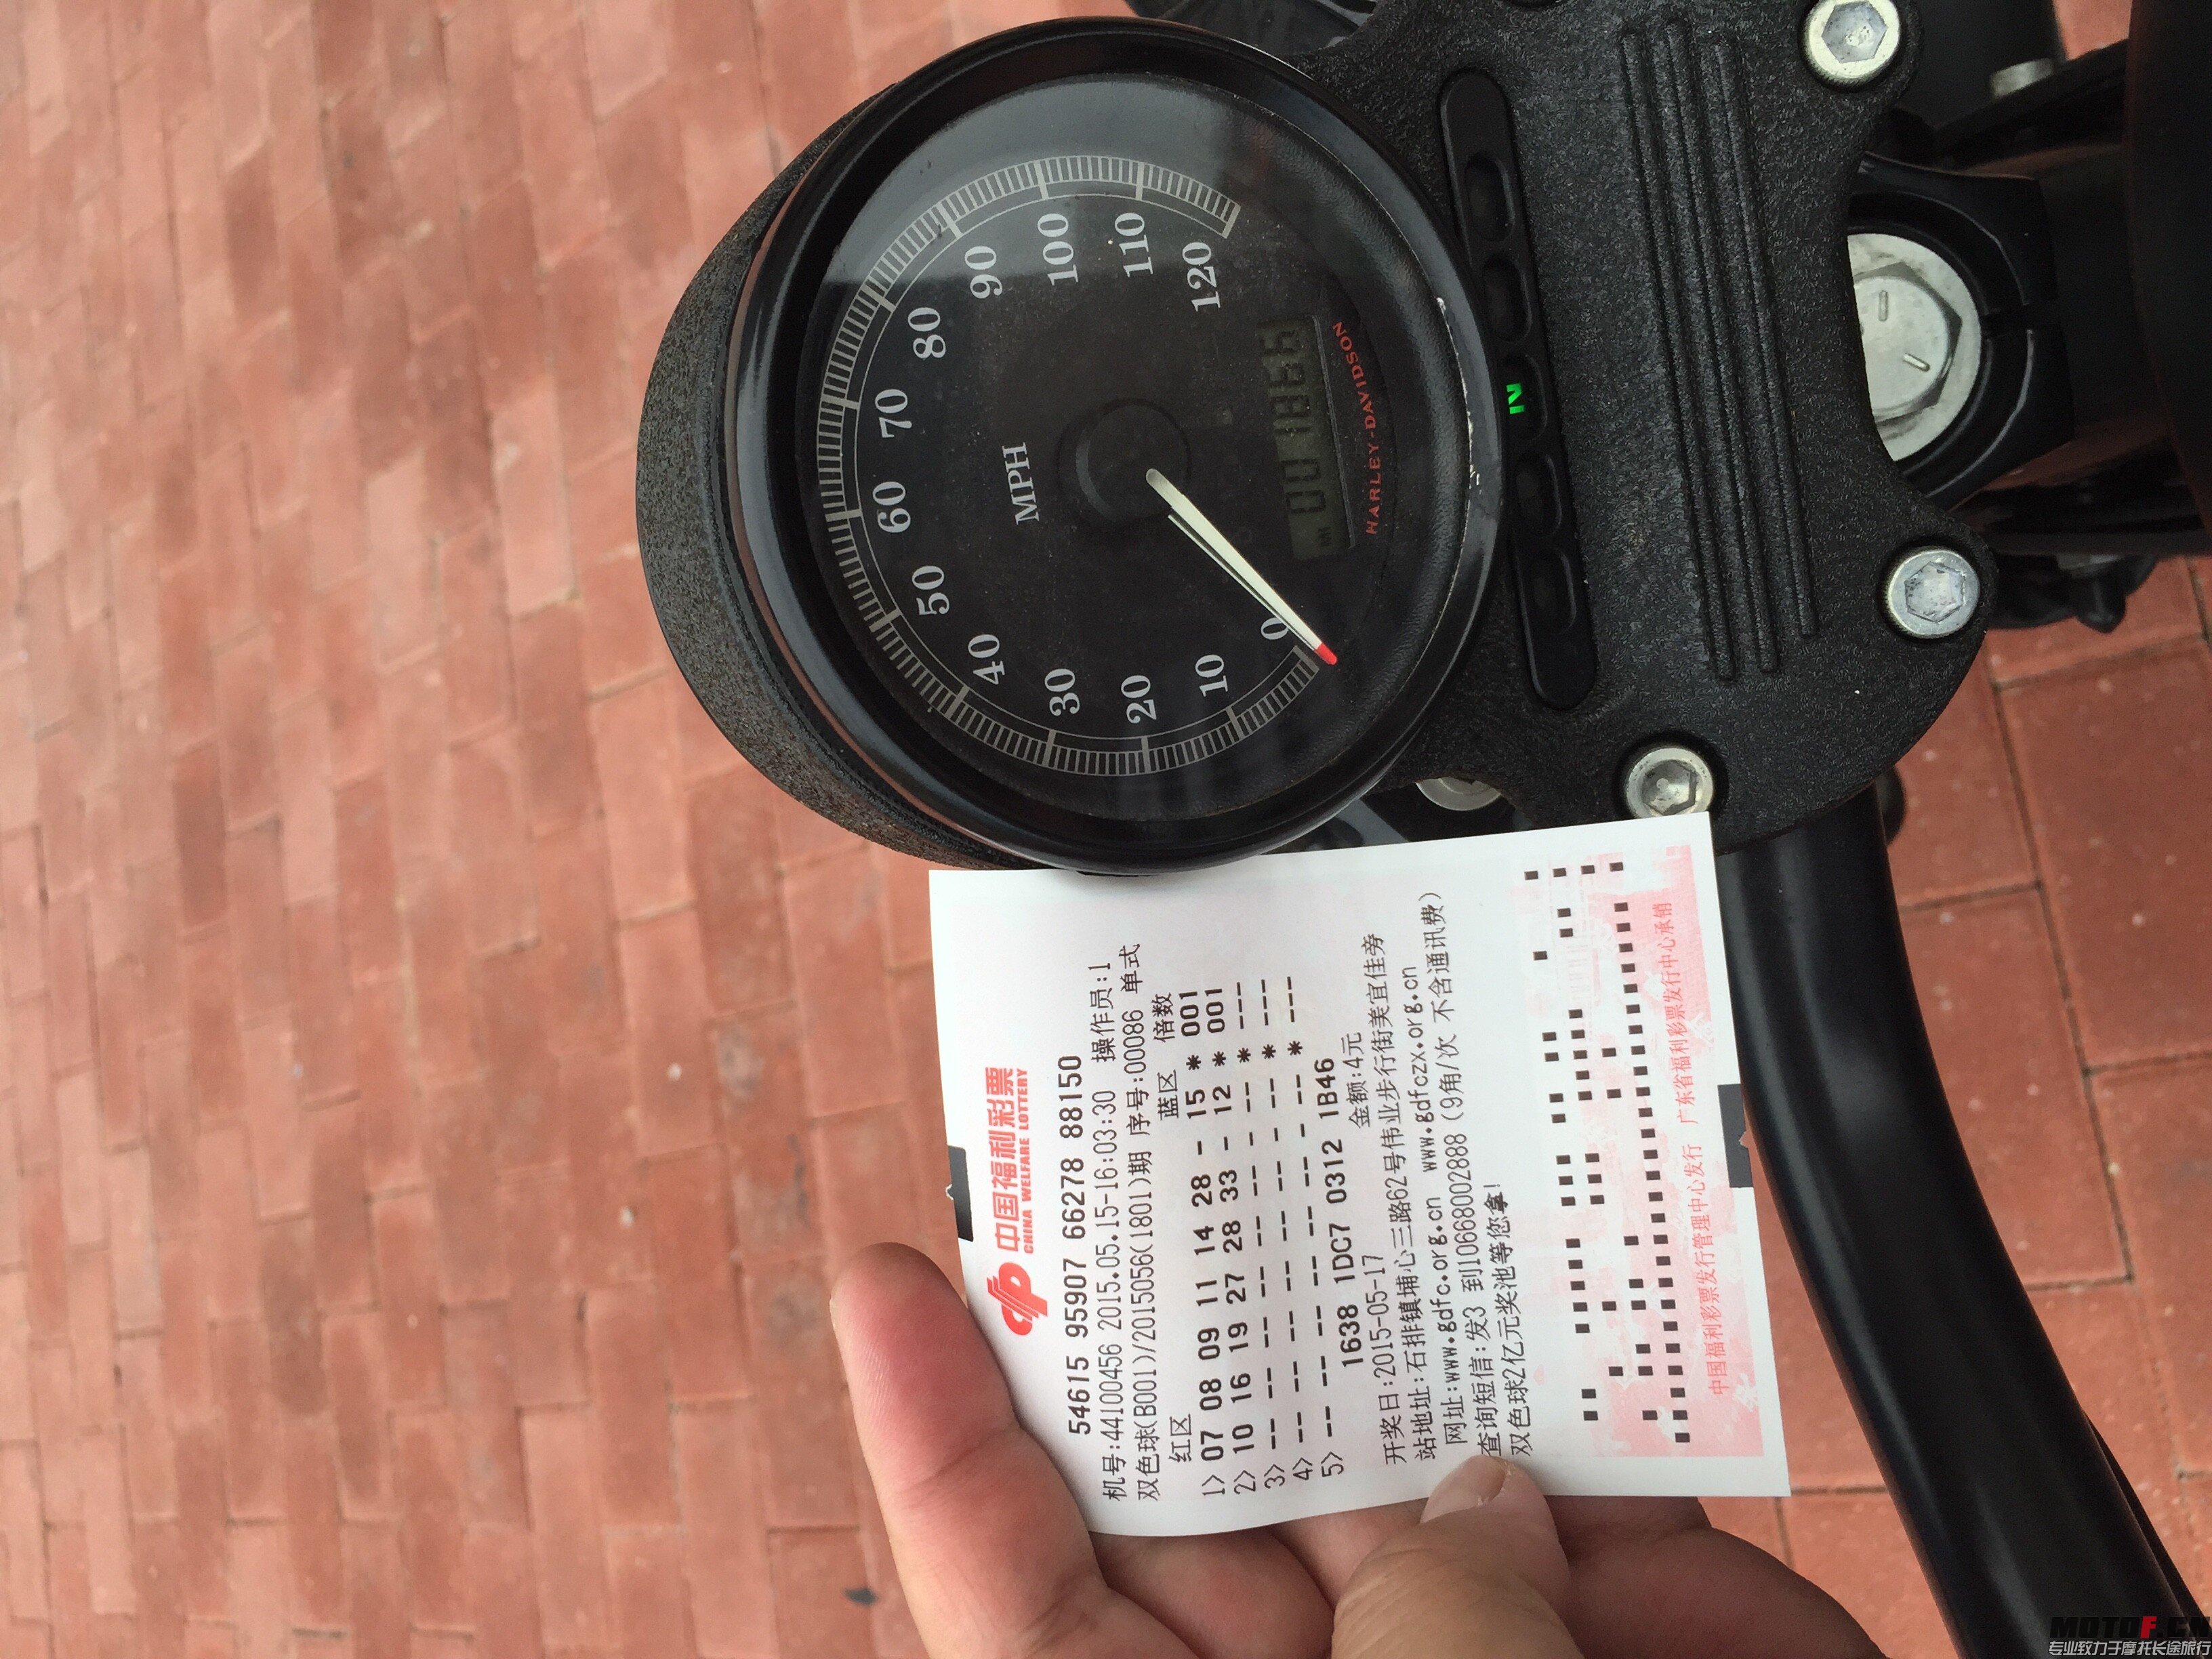 MPH
0
10
20
30
40
50
60
70
80
90
100
110
120
HARLEY-DAVIDSON
N
中国福利彩票
CHINA WELFARE LOTTERY
54615 95907 66278 88150
机号:44100456 2015.05.15-16:03:30 操作员:1
双色球(B001)/2015056(1801)期 序号:00086 单式
红区 蓝区 倍数
1> 07 08 09 11 14 28 - 15 * 001
2> 10 16 19 27 28 33 - 12 * 001
3> -- -- -- -- -- -- - -- * ---
4> -- -- -- -- -- -- - -- * ---
5> -- -- -- -- -- -- - -- * ---
1638 1DC7 0312 1B46
开奖日:2015-05-17 金额:4元
站地址:石排镇埔心三路62号伟业步行街美宜佳旁
网址:www.gdfc.org.cn www.gdfczx.org.cn
查询短信:发3 到1066800288​8(9角/次 不含通讯费)
双色球2亿元奖池等您拿!
中国福利彩票发行管理中心发行 广东省福利彩票发行中心承销
MOTOF.CN
专业致力于摩托长途旅行